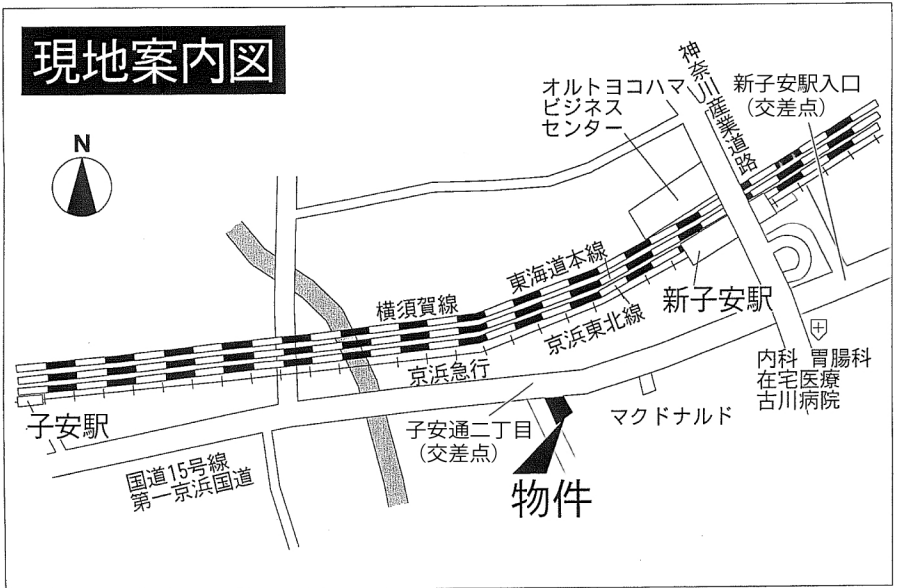 現地案内図
N
オルトヨコハマ
ビジネス
センター
神奈川産業道路
新子安駅入口
（交差点）
東海道本線
横須賀線
新子安駅
京浜東北線
京浜急行
子安駅
内科 胃腸科
在宅医療
古川病院
マクドナルド
子安通二丁目
（交差点）
国道15号線
第一京浜国道
物件